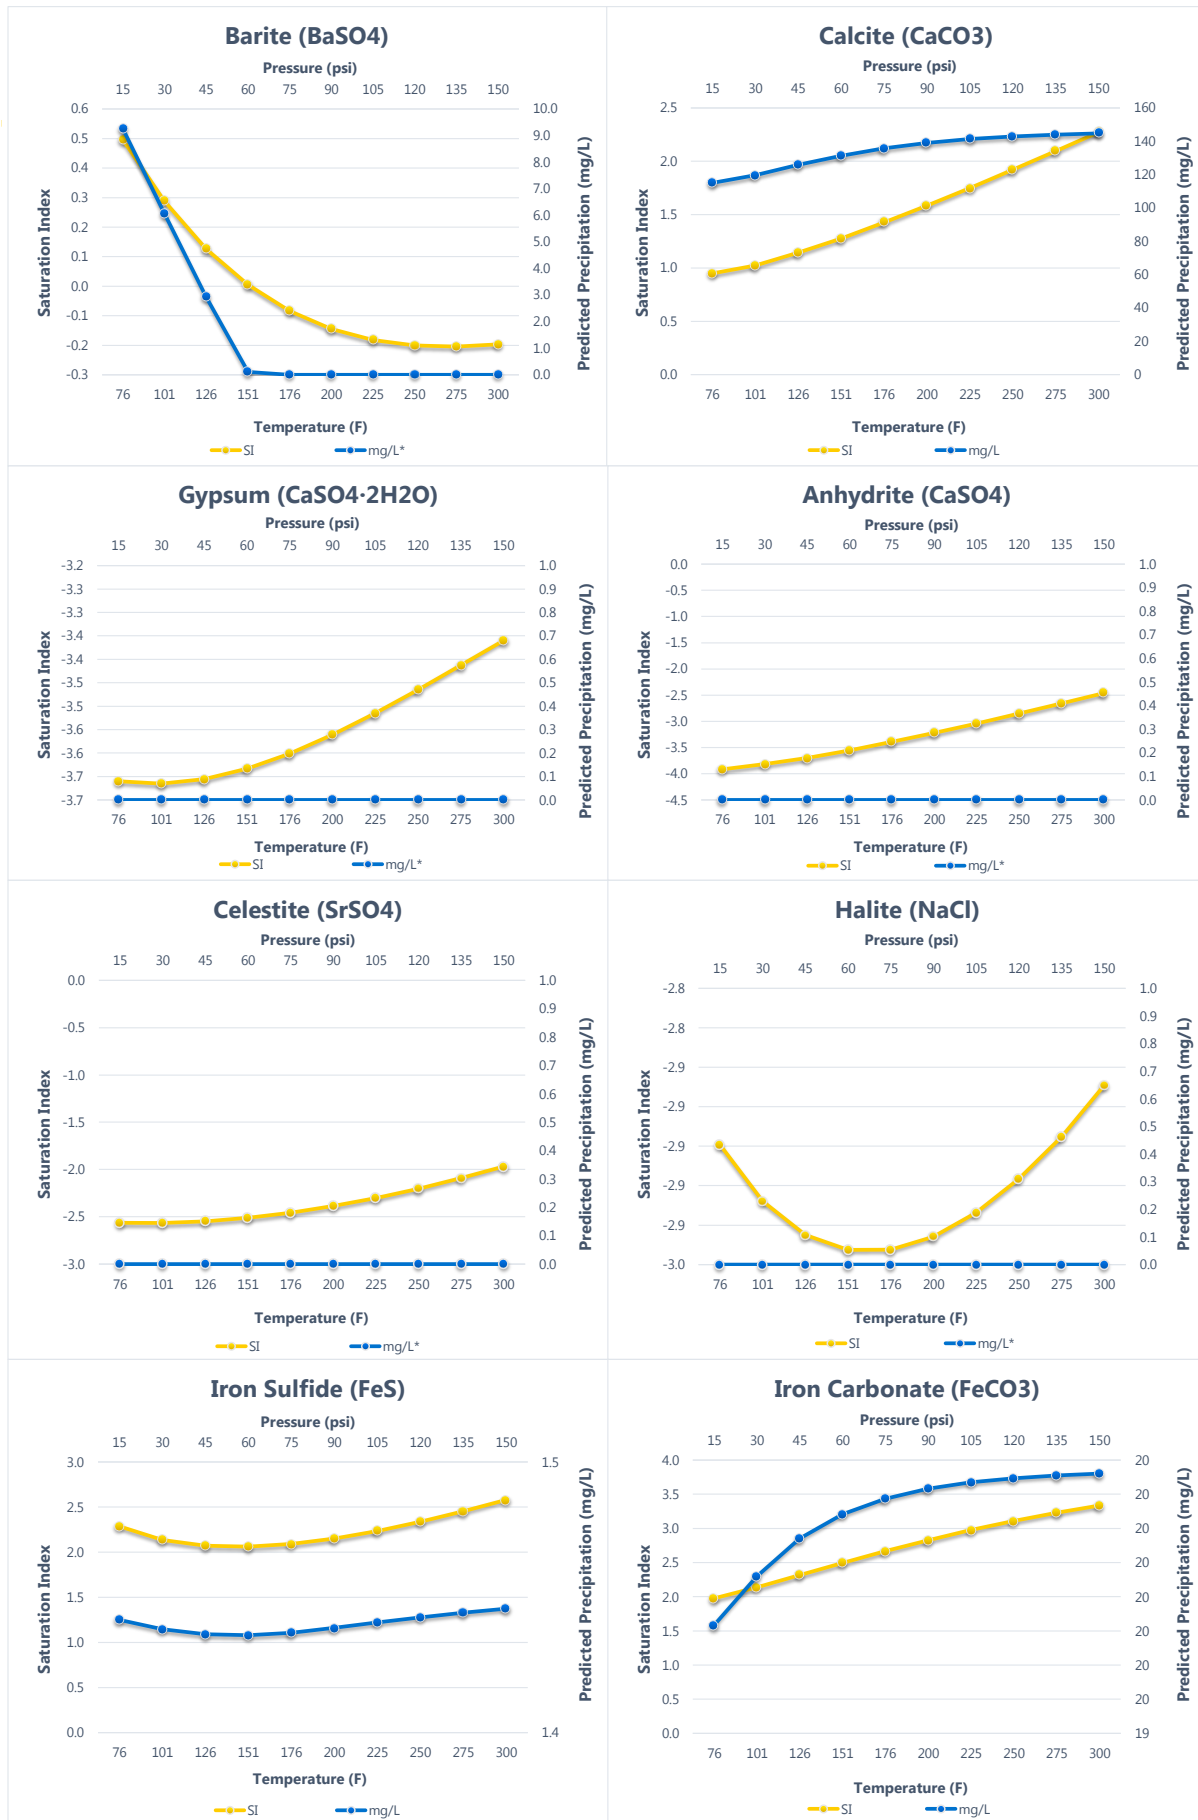 Barite (BaSO4)
Pressure (psi)
15 30 45 60 75 90 105 120 135 150
0.6 10.0
0.5 9.0
0.4 8.0
0.3 7.0
0.2 6.0
0.1 5.0
0.0 4.0
-0.1 3.0
-0.2 2.0
-0.3 1.0
0.0
Saturation Index
Predicted Precipitation (mg/L)
76 101 126 151 176 200 225 250 275 300
Temperature (F)
SI mg/L*
Calcite (CaCO3)
Pressure (psi)
15 30 45 60 75 90 105 120 135 150
2.5 160
2.0 140
1.5 120
1.0 100
0.5 80
0.0 60
40
20
0
Saturation Index
Predicted Precipitation (mg/L)
76 101 126 151 176 200 225 250 275 300
Temperature (F)
SI mg/L
Gypsum (CaSO4·2H2O)
Pressure (psi)
15 30 45 60 75 90 105 120 135 150
-3.2 1.0
-3.3 0.9
-3.3 0.8
-3.4 0.7
-3.4 0.6
-3.5 0.5
-3.5 0.4
-3.6 0.3
-3.6 0.2
-3.7 0.1
-3.7 0.0
Saturation Index
Predicted Precipitation (mg/L)
76 101 126 151 176 200 225 250 275 300
Temperature (F)
SI mg/L*
Anhydrite (CaSO4)
Pressure (psi)
15 30 45 60 75 90 105 120 135 150
0.0 1.0
-0.5 0.9
-1.0 0.8
-1.5 0.7
-2.0 0.6
-2.5 0.5
-3.0 0.4
-3.5 0.3
-4.0 0.2
-4.5 0.1
0.0
Saturation Index
Predicted Precipitation (mg/L)
76 101 126 151 176 200 225 250 275 300
Temperature (F)
SI mg/L*
Celestite (SrSO4)
Pressure (psi)
15 30 45 60 75 90 105 120 135 150
0.0 1.0
-0.5 0.9
-1.0 0.8
-1.5 0.7
-2.0 0.6
-2.5 0.5
-3.0 0.4
0.3
0.2
0.1
0.0
Saturation Index
Predicted Precipitation (mg/L)
76 101 126 151 176 200 225 250 275 300
Temperature (F)
SI mg/L*
Halite (NaCl)
Pressure (psi)
15 30 45 60 75 90 105 120 135 150
-2.8 1.0
-2.8 0.9
-2.9 0.8
-2.9 0.7
-2.9 0.6
-2.9 0.5
-2.9 0.4
-3.0 0.3
0.2
0.1
0.0
Saturation Index
Predicted Precipitation (mg/L)
76 101 126 151 176 200 225 250 275 300
Temperature (F)
SI mg/L*
Iron Sulfide (FeS)
Pressure (psi)
15 30 45 60 75 90 105 120 135 150
3.0 1.5
2.5
2.0
1.5
1.0
0.5
0.0 1.4
Saturation Index
Predicted Precipitation (mg/L)
76 101 126 151 176 200 225 250 275 300
Temperature (F)
SI mg/L
Iron Carbonate (FeCO3)
Pressure (psi)
15 30 45 60 75 90 105 120 135 150
4.0 20
3.5 20
3.0 20
2.5 20
2.0 20
1.5 20
1.0 20
0.5 20
0.0 19
Saturation Index
Predicted Precipitation (mg/L)
76 101 126 151 176 200 225 250 275 300
Temperature (F)
SI mg/L